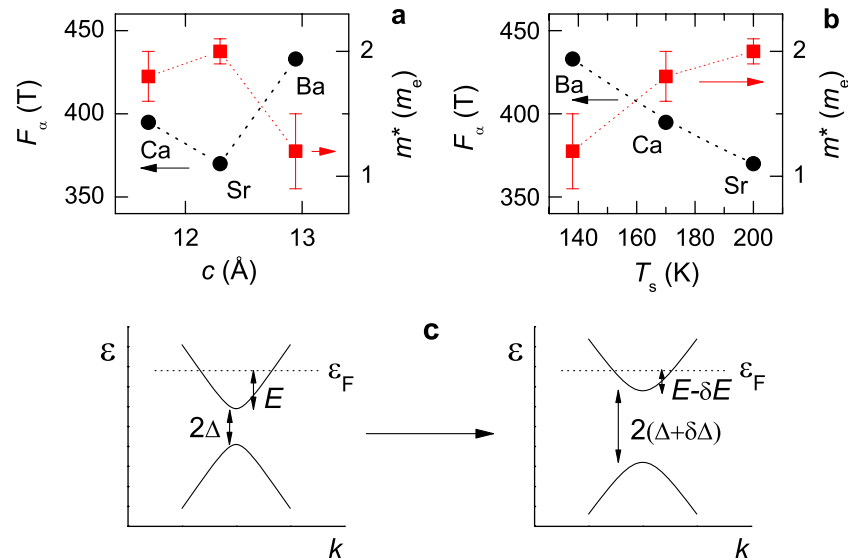 a
F_α (T)
450
400
350
Ca
Sr
Ba
2
1
m* (m_e)
12
13
c (Å)
b
F_α (T)
450
400
350
Ba
Ca
Sr
2
1
m* (m_e)
140
160
180
200
T_s (K)
c
ε
2Δ
E
ε_F
k
ε
E-δE
ε_F
2(Δ+δΔ)
k